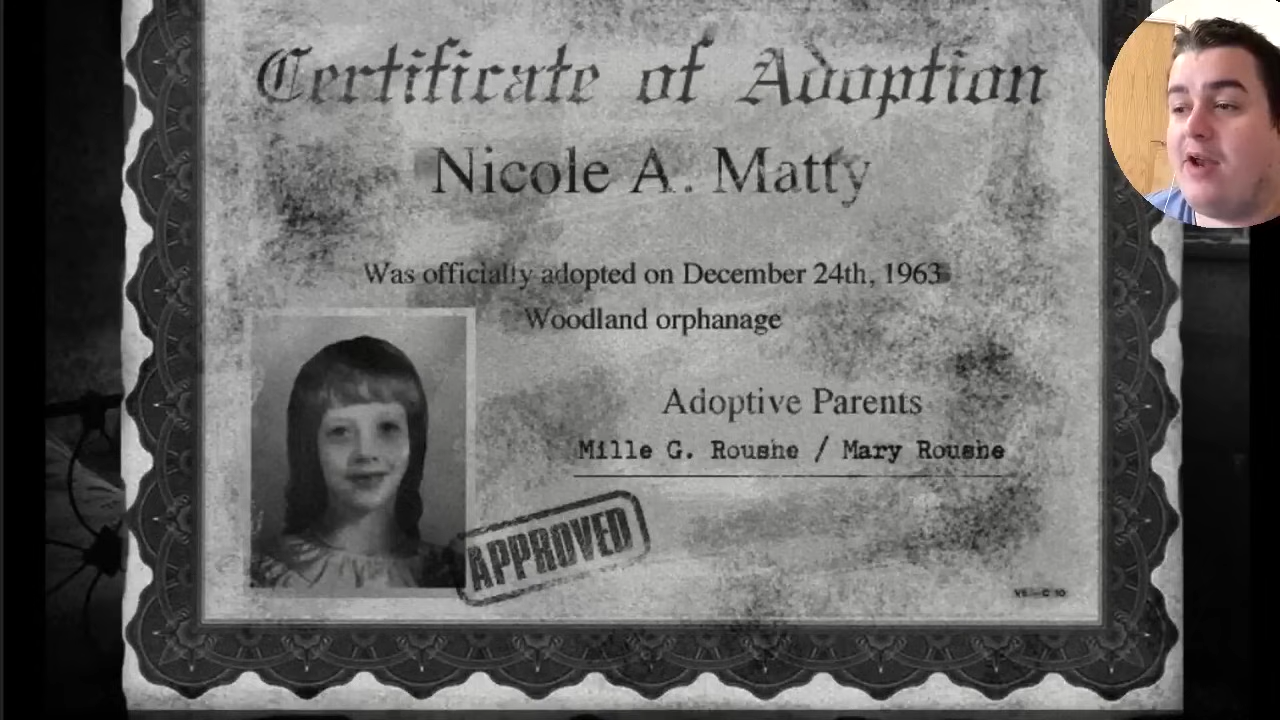 Certificate of Adoption
Nicole A. Matty
Was officially adopted on December 24th, 1963
Woodland orphanage
Adoptive Parents
Mille G. Roushe / Mary Roushe
APPROVED